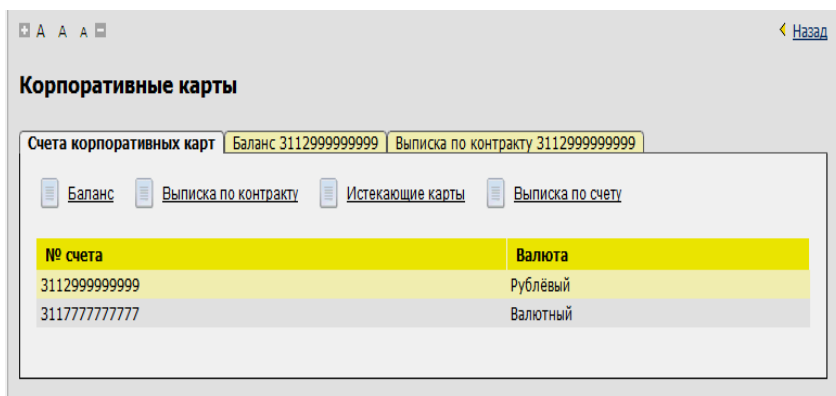 А А А
Назад
Корпоративные карты
Счета корпоративных карт Баланс 3112999999999 Выписка по контракту 3112999999999
Баланс Выписка по контракту Истекающие карты Выписка по счету
№ счета Валюта
3112999999999 Рублёвый
3117777777777 Валютный